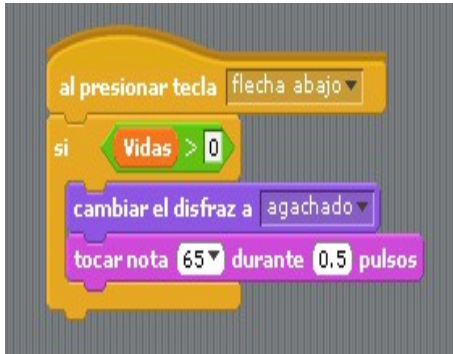 al presionar tecla flecha abajo
si Vidas > 0
cambiar el disfraz a agachado
tocar nota 65 durante 0.5 pulsos